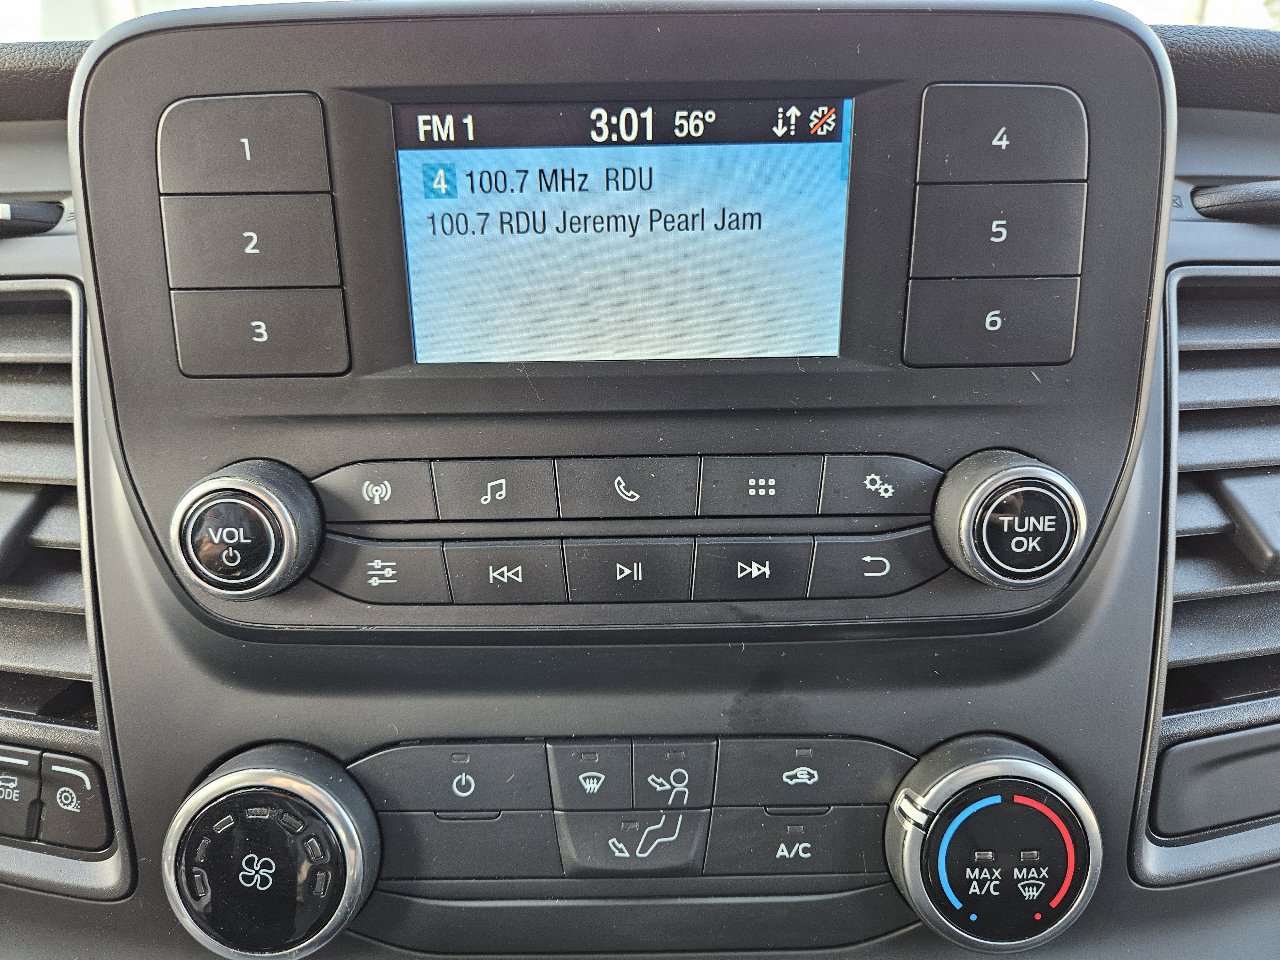 FM 1 3:01 56°
4 100.7 MHz RDU
100.7 RDU Jeremy Pearl Jam
1
2
3
4
5
6
VOL
TUNE
OK
A/C
MAX
A/C
MAX